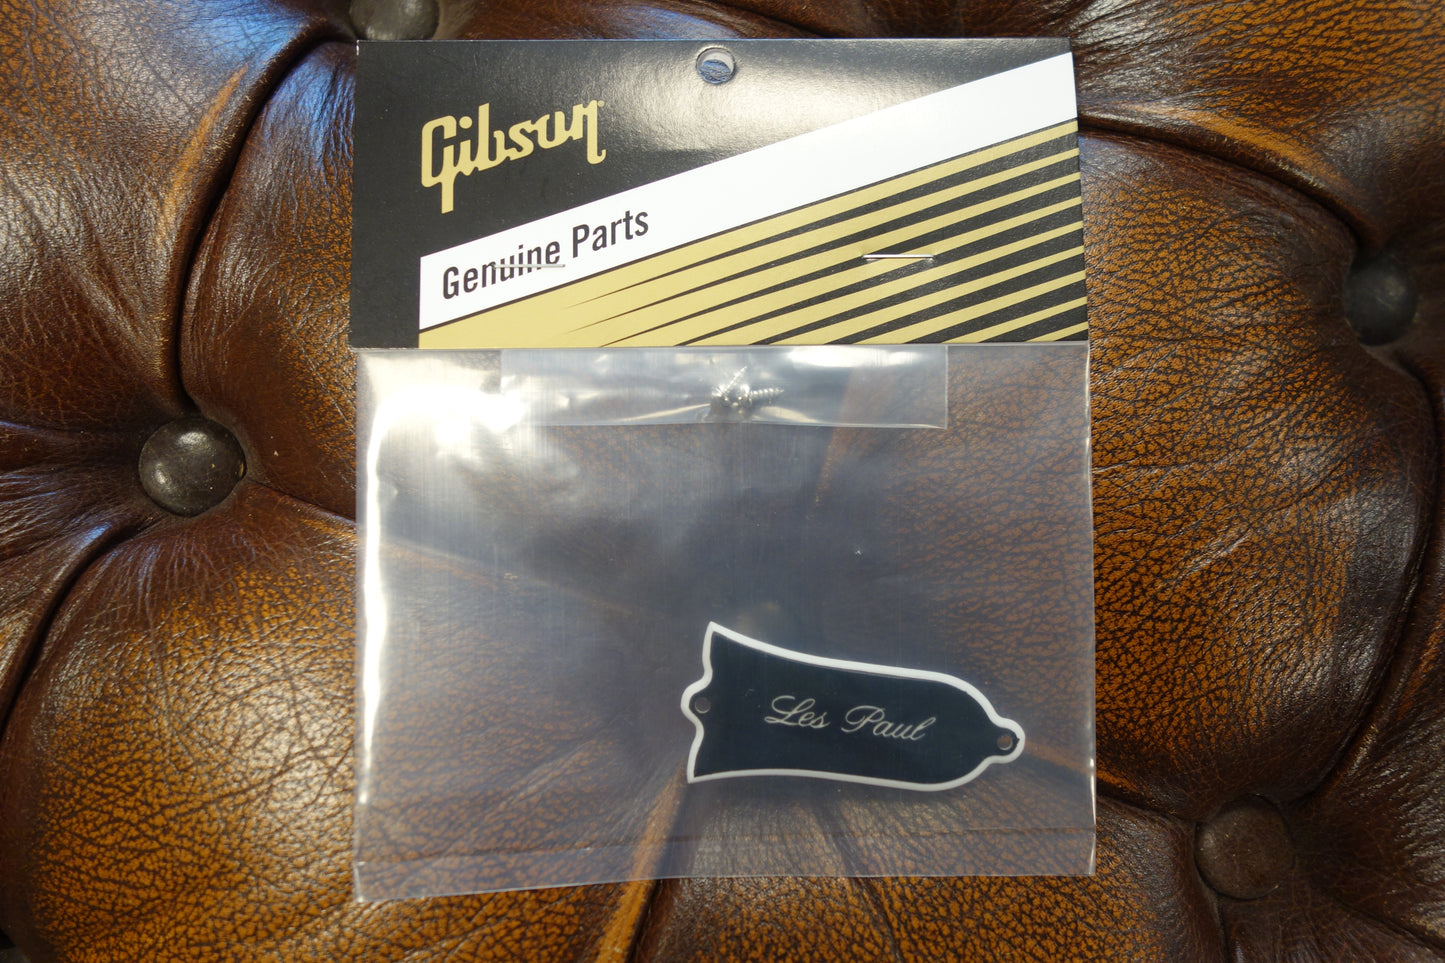 Gibson
Genuine Parts
Les Paul